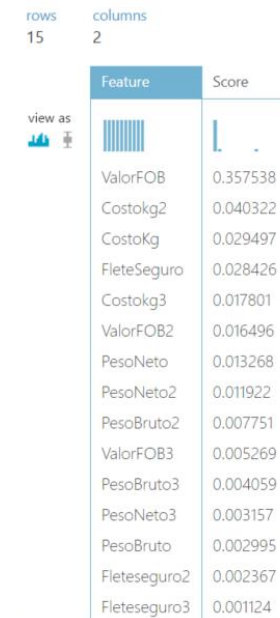 rows columns
15 2
Feature Score
view as
ValorFOB 0.357538
Costokg2 0.040322
CostoKg 0.029497
FleteSeguro 0.028426
Costokg3 0.017801
ValorFOB2 0.016496
PesoNeto 0.013268
PesoNeto2 0.011922
PesoBruto2 0.007751
ValorFOB3 0.005269
PesoBruto3 0.004059
PesoNeto3 0.003157
PesoBruto 0.002995
Fleteseguro2 0.002367
Fleteseguro3 0.001124